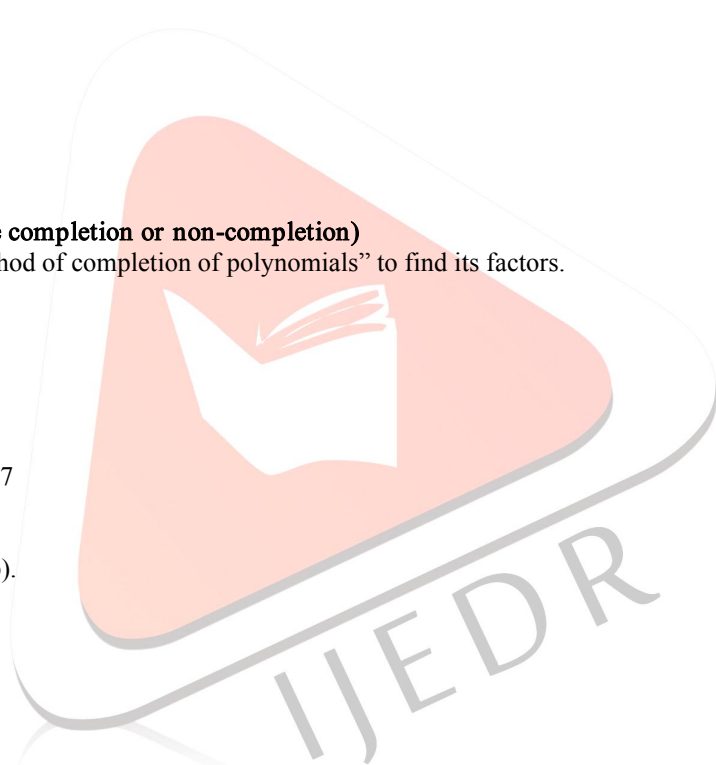 completion or non-completion)
hod of completion of polynomials” to find its factors.
7
).
IJEDR